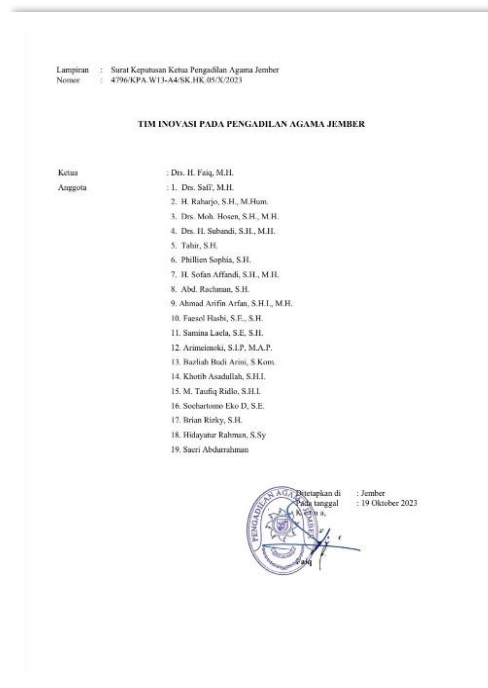 Lampiran : Surat Keputusan Ketua Pengadilan Agama Jember
Nomor : 4796/KPA.W13-A4/SK.HK.05/X/2023
TIM INOVASI PADA PENGADILAN AGAMA JEMBER
Ketua : Drs. H. Faiq, M.H.
Anggota : 1. Drs. Safi', M.H.
2. H. Raharjo, S.H., M.Hum.
3. Drs. Moh. Hosen, S.H., M.H.
4. Drs. H. Subandi, S.H., M.H.
5. Tahir, S.H.
6. Phillien Sophia, S.H.
7. H. Sofan Affandi, S.H., M.H.
8. Abd. Rachman, S.H.
9. Ahmad Arifin Arfan, S.H.I., M.H.
10. Faesol Hasbi, S.E., S.H.
11. Samina Laela, S.E, S.H.
12. Arimeimoki, S.I.P, M.A.P.
13. Bazliah Budi Arini, S.Kom.
14. Khotib Asadullah, S.H.I.
15. M. Taufiq Ridlo, S.H.I.
16. Soehartomo Eko D, S.E.
17. Brian Rizky, S.H.
18. Hidayatur Rahman, S.Sy
19. Saeri Abdurrahman
Ditetapkan di : Jember
Pada tanggal : 19 Oktober 2023
K e t u a,
PENGADILAN AGAMA JEMBER
Faiq